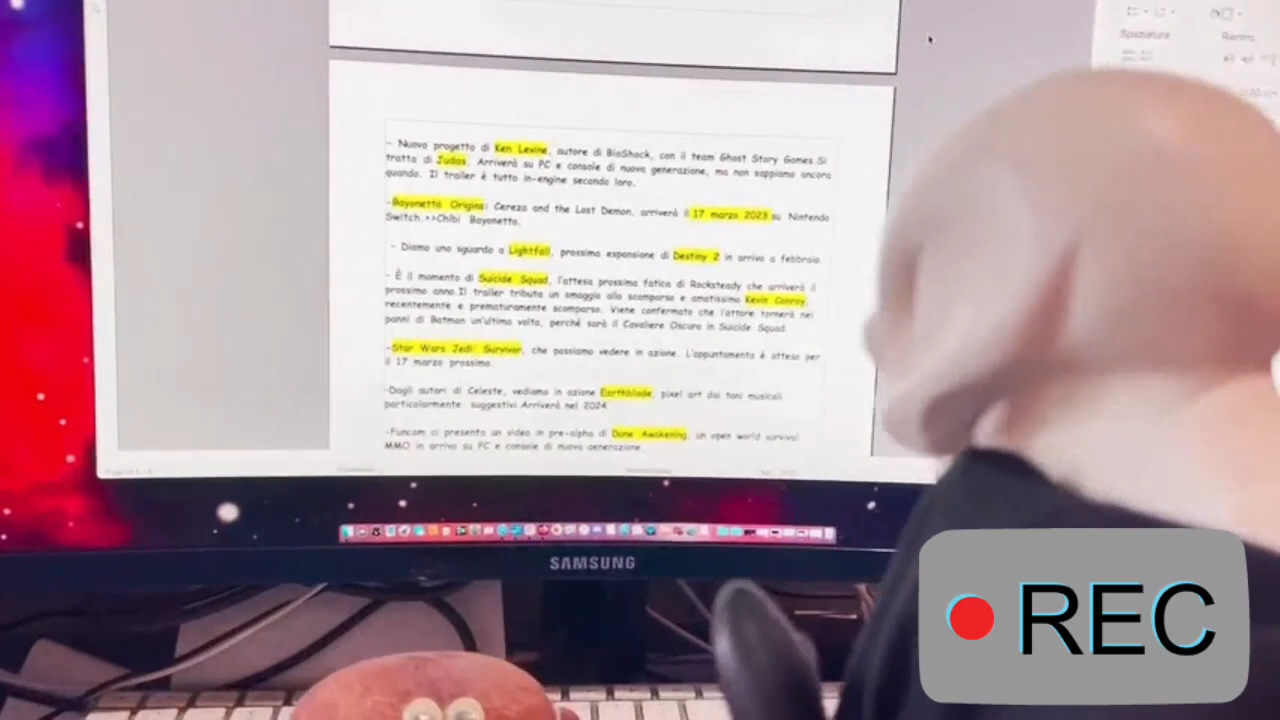 Spaziatura
Rientro
- Nuovo progetto di Ken Levine, autore di BioShock, con il team Ghost Story Games.Si
tratta di Judas. Arriverà su PC e console di nuova generazione, ma non sappiamo ancora
quando. Il trailer è tutto in-engine secondo loro.
-Bayonetta Origins: Cereza and the Lost Demon, arriverà il 17 marzo 2023 su Nintendo
Switch.>>Chibi Bayonetta.
- Diamo uno sguardo a Lightfall, prossima espansione di Destiny 2 in arrivo a febbraio.
- È il momento di Suicide Squad, l'attesa prossima fatica di Rocksteady che arriverà il
prossimo anno.Il trailer tributa un omaggio allo scomparso e amatissimo Kevin Conroy,
recentemente e prematuramente scomparso. Viene confermato che l'attore tornerà nei
panni di Batman un'ultima volta, perché sarà il Cavaliere Oscuro in Suicide Squad.
-Star Wars Jedi: Survivor, che possiamo vedere in azione. L'appuntamento è atteso per
il 17 marzo prossimo.
-Dagli autori di Celeste, vediamo in azione Earthblade, pixel art dai toni musicali
particolarmente suggestivi.Arriverà nel 2024.
-Funcom ci presenta un video in pre-alpha di Dune Awakening, un open world survival
MMO in arrivo su PC e console di nuova generazione.
SAMSUNG
REC